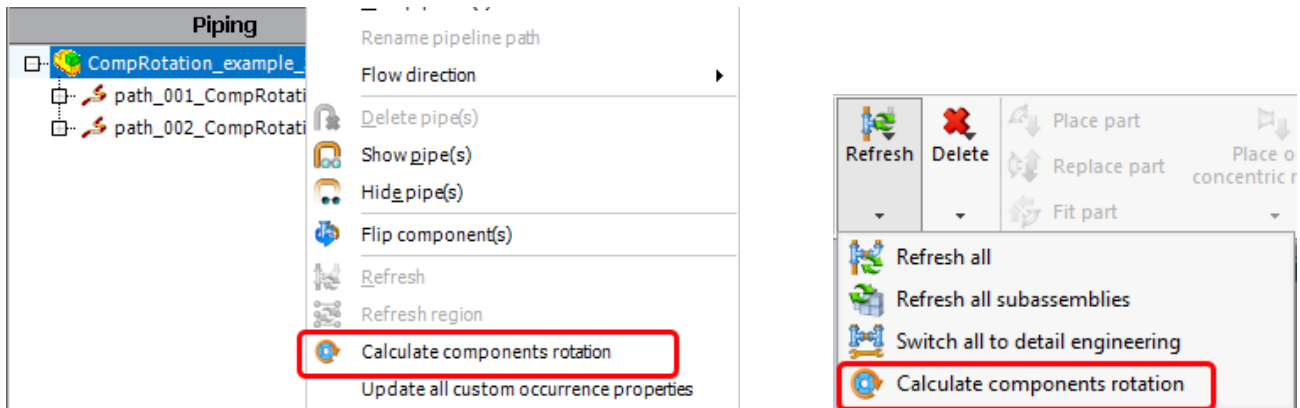 Piping
CompRotation_example_
path_001_CompRotati
path_002_CompRotati
Rename pipeline path
Flow direction
Delete pipe(s)
Show pipe(s)
Hide pipe(s)
Flip component(s)
Refresh
Refresh region
Calculate components rotation
Update all custom occurrence properties
Refresh
Delete
Place part
Replace part
Fit part
Place o
concentric r
Refresh all
Refresh all subassemblies
Switch all to detail engineering
Calculate components rotation